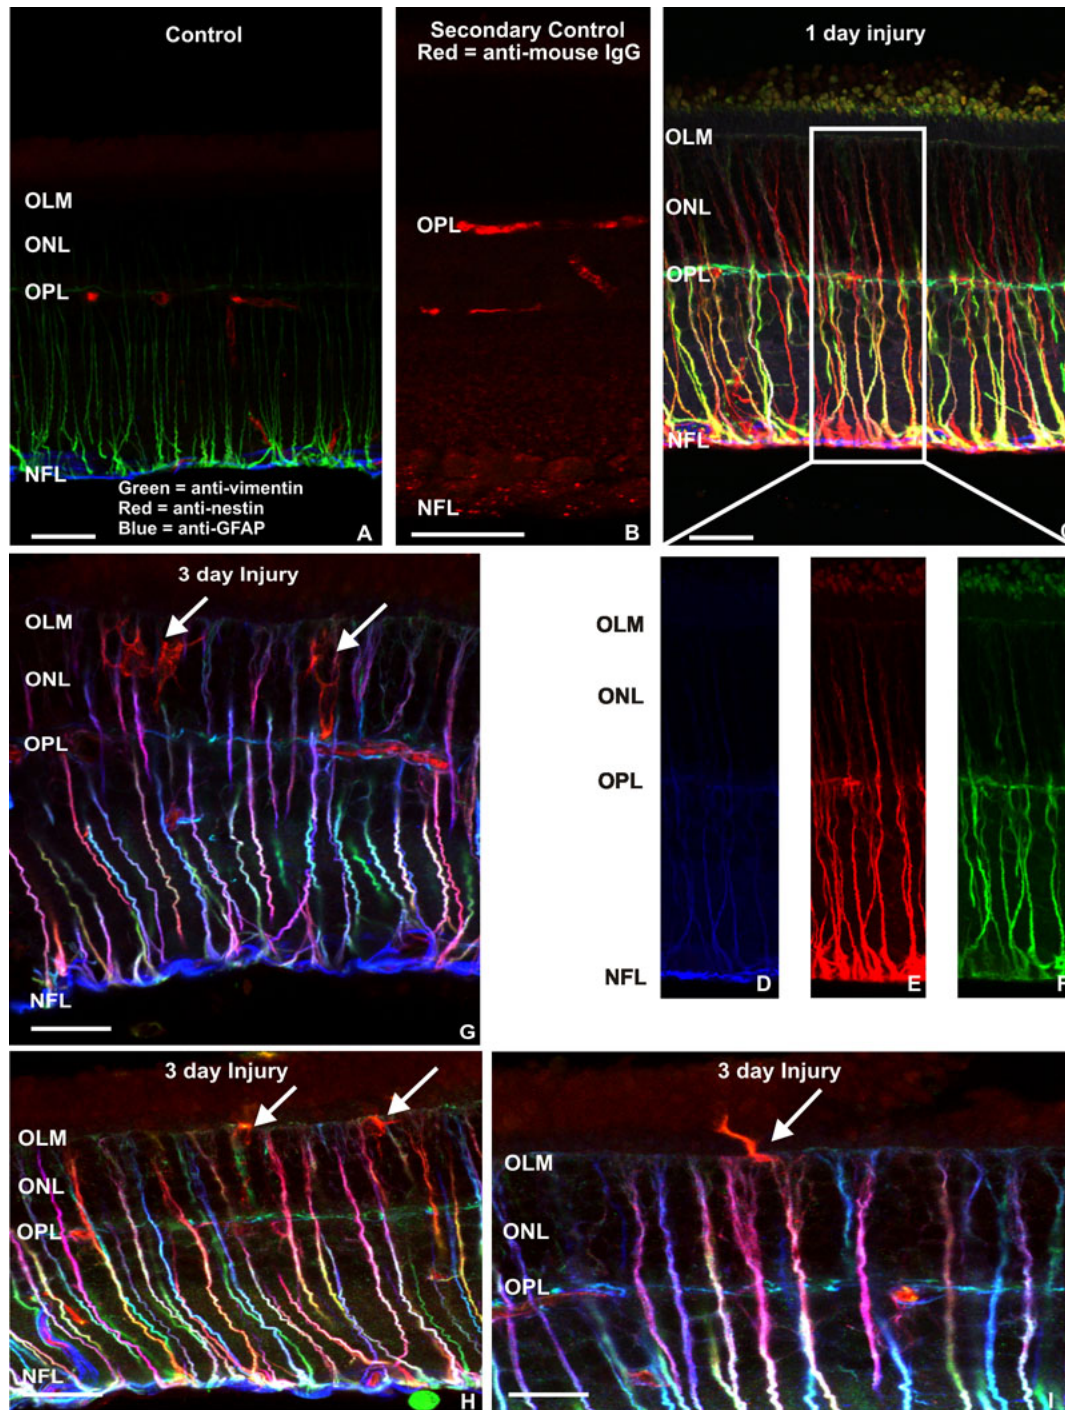 Control
OLM
ONL
OPL
NFL
Green = anti-vimentin
Red = anti-nestin
Blue = anti-GFAP
A
Secondary Control
Red = anti-mouse IgG
OPL
NFL
B
1 day injury
OLM
ONL
OPL
NFL
C
OLM
ONL
OPL
NFL
D
E
F
3 day Injury
OLM
ONL
OPL
NFL
G
3 day Injury
OLM
ONL
OPL
NFL
H
3 day Injury
OLM
ONL
OPL
I